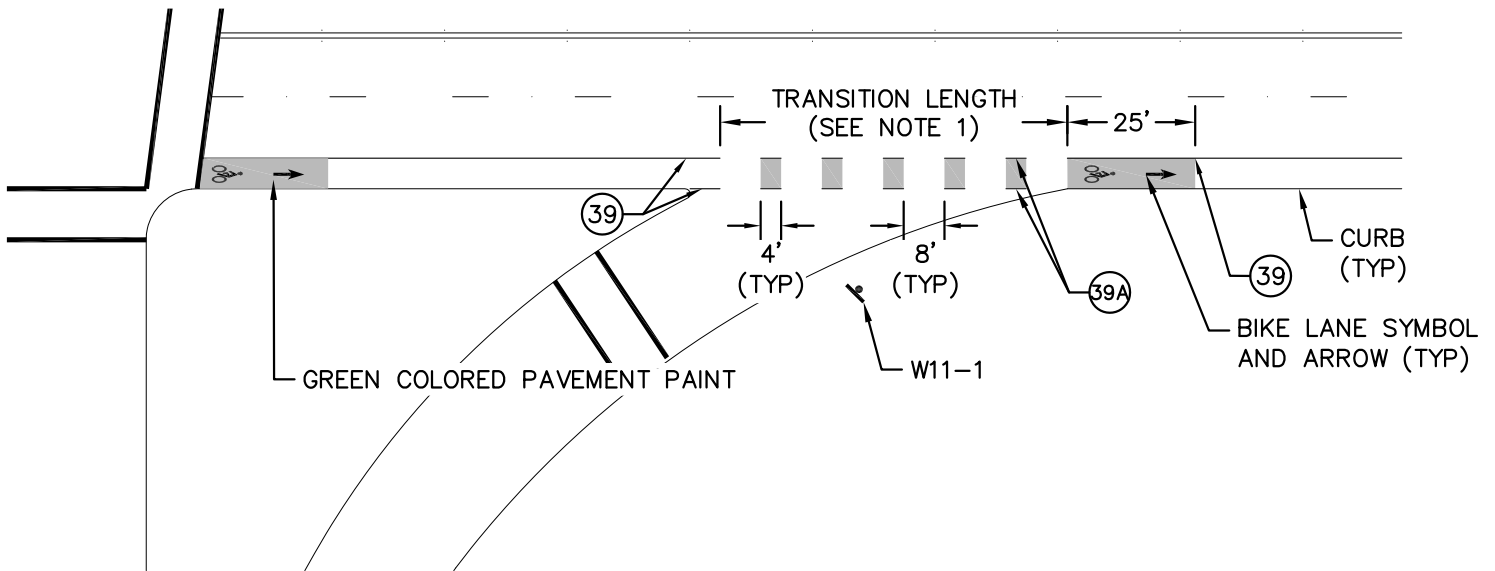 TRANSITION LENGTH
(SEE NOTE 1)
25'
39
4'
(TYP)
8'
(TYP)
39A
39
CURB
(TYP)
BIKE LANE SYMBOL
AND ARROW (TYP)
W11-1
GREEN COLORED PAVEMENT PAINT